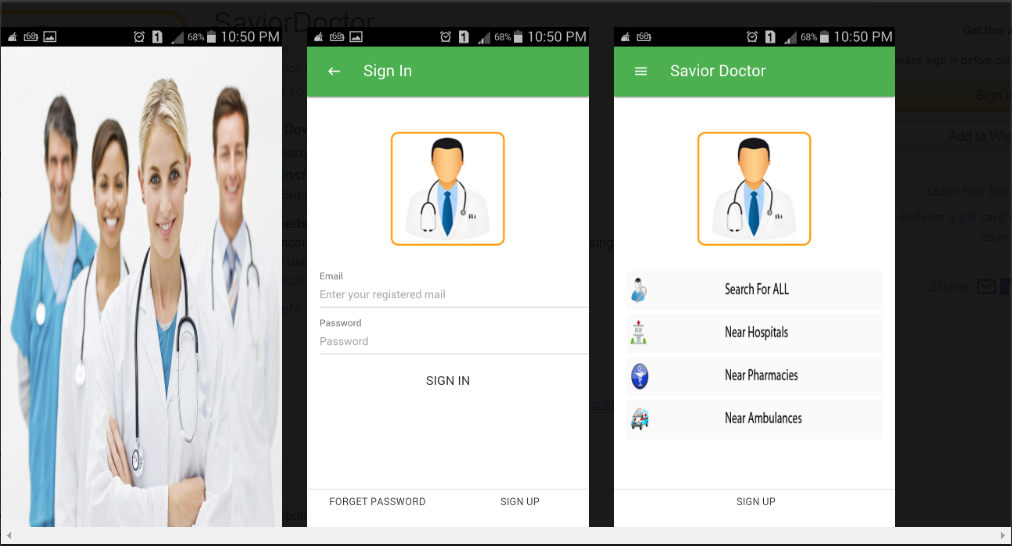 SaviorDoctor
68% 10:50 PM
68% 10:50 PM
Sign In
Email
Enter your registered mail
Password
Password
SIGN IN
FORGET PASSWORD
SIGN UP
68% 10:50 PM
Savior Doctor
Search For ALL
Near Hospitals
Near Pharmacies
Near Ambulances
SIGN UP
Get this
Please sign in before
Sign
Add to
Learn how buy
Redeem a gift card
code
Share